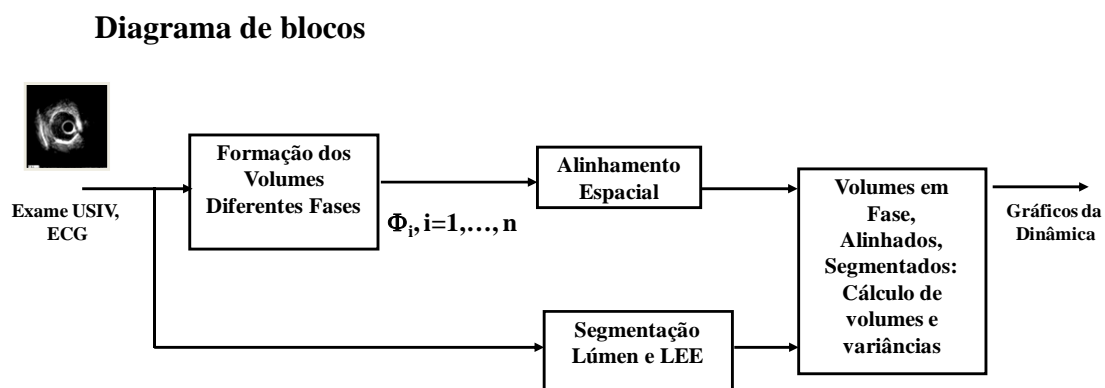 Diagrama de blocos
Formação dos
Volumes
Diferentes Fases
Alinhamento
Espacial
Volumes em
Fase,
Alinhados,
Segmentados:
Cálculo de
volumes e
variâncias
Exame USIV,
ECG
Φi, i=1,…, n
Gráficos da
Dinâmica
Segmentação
Lúmen e LEE